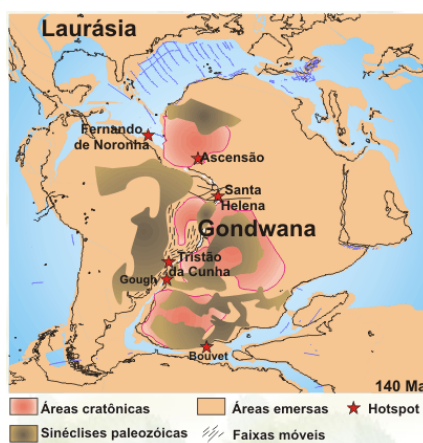 Laurásia
Fernando
de Noronha
Ascensão
Santa
Helena
Gondwana
Tristão
da Cunha
Gough
Bouvet
140 Ma
Áreas cratônicas
Áreas emersas
Hotspot
Sinéclises paleozóicas
Faixas móveis